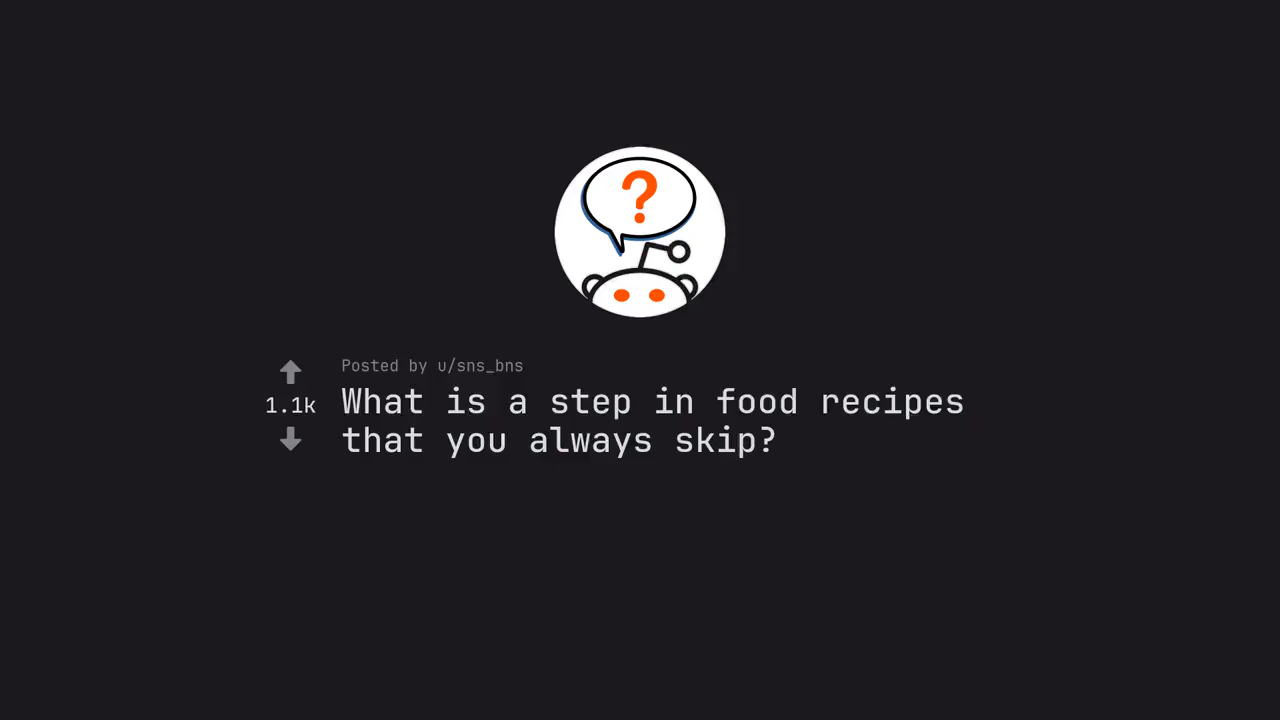 ?
Posted by u/sns_bns
1.1k
What is a step in food recipes
that you always skip?